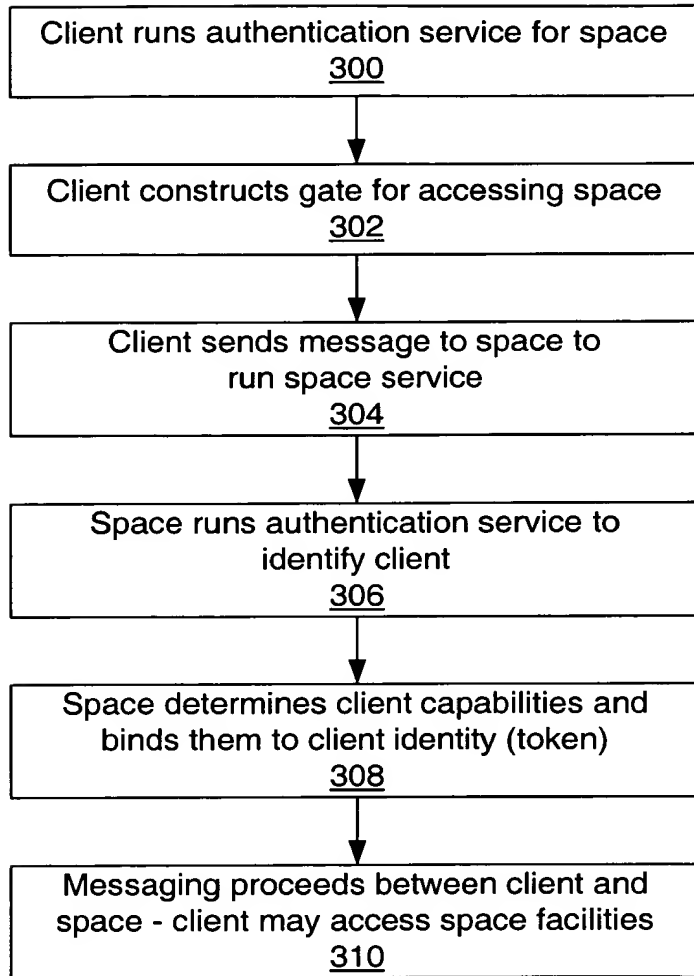 Client runs authentication service for space
300
Client constructs gate for accessing space
302
Client sends message to space to
run space service
304
Space runs authentication service to
identify client
306
Space determines client capabilities and
binds them to client identity (token)
308
Messaging proceeds between client and
space - client may access space facilities
310